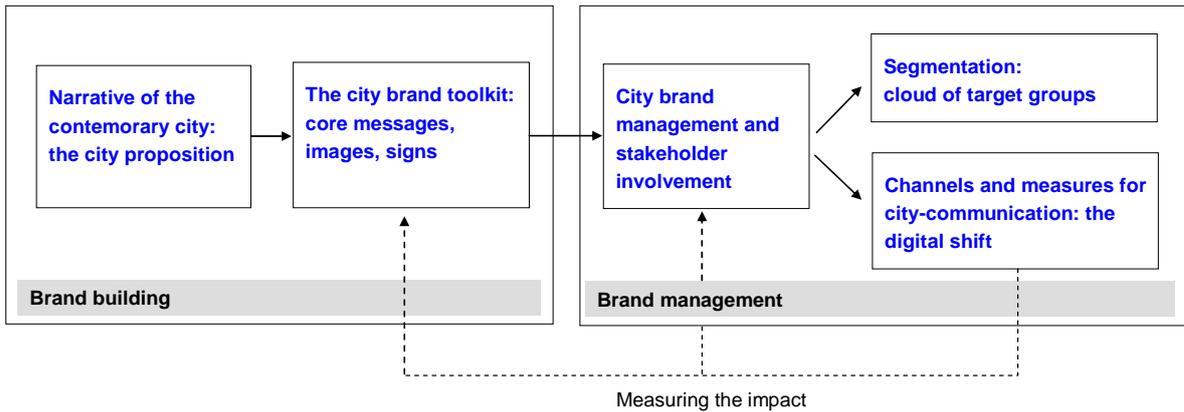 Narrative of the
contemorary city:
the city proposition
The city brand toolkit:
core messages,
images, signs
Brand building
City brand
management and
stakeholder
involvement
Segmentation:
cloud of target groups
Channels and measures for
city-communication: the
digital shift
Brand management
Measuring the impact